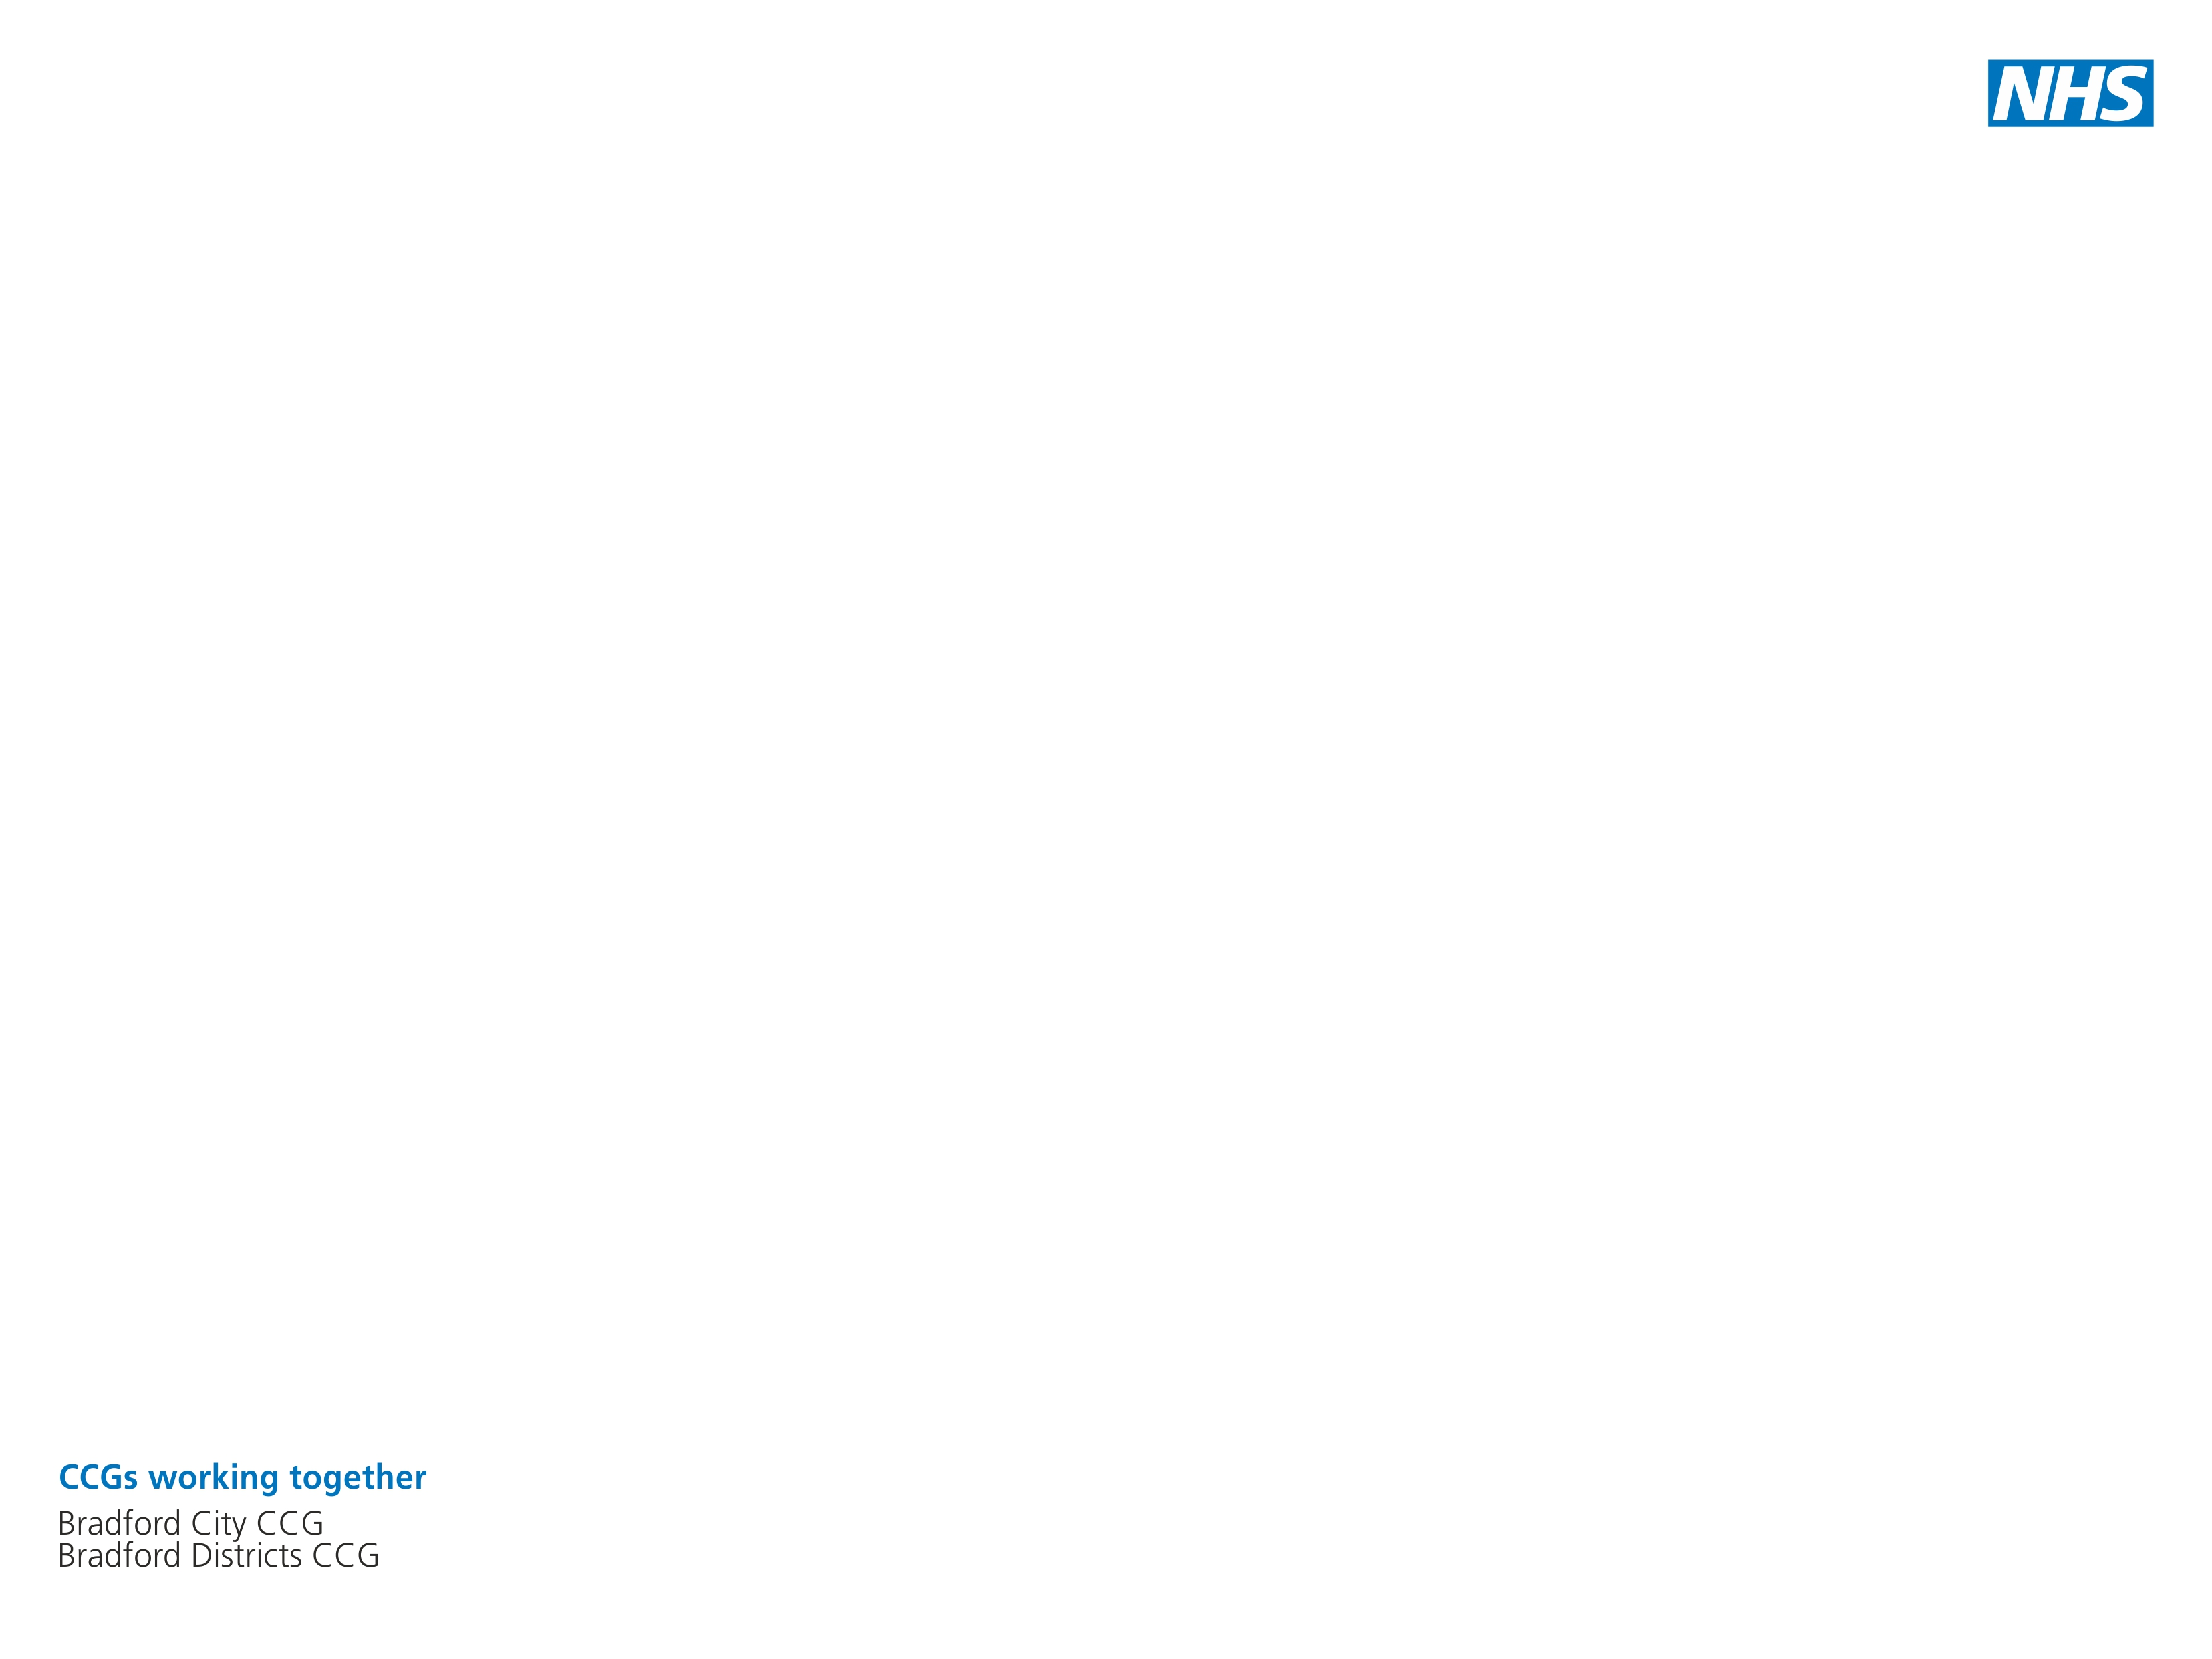 NHS
CCGs working together
Bradford City CCG
Bradford Districts CCG